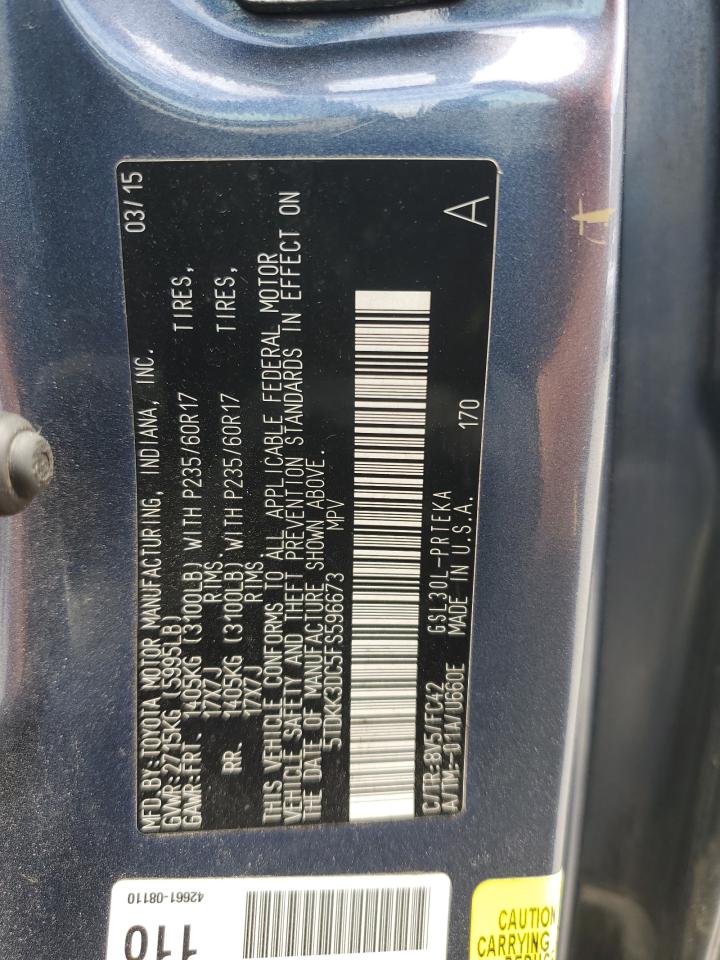 MFD. BY: TOYOTA MOTOR MANUFACTURING, INDIANA, INC. 03/15
GVWR: 2715KG (5995LB)
GAWR: FRT. 1405KG (3100LB) WITH P235/60R17 TIRES,
17X7J RIMS.
RR. 1405KG (3100LB) WITH P235/60R17 TIRES,
17X7J RIMS.
THIS VEHICLE CONFORMS TO ALL APPLICABLE FEDERAL MOTOR
VEHICLE SAFETY AND THEFT PREVENTION STANDARDS IN EFFECT ON
THE DATE OF MANUFACTURE SHOWN ABOVE.
5TDKK3DC5FS596673 MPV
C/TR: 8V5/FC42 GSL30L-PRTEKA 170 A
A/TM: -01A/U660E MADE IN U.S.A.
42661-08110
110
CAUTION
CARRYING